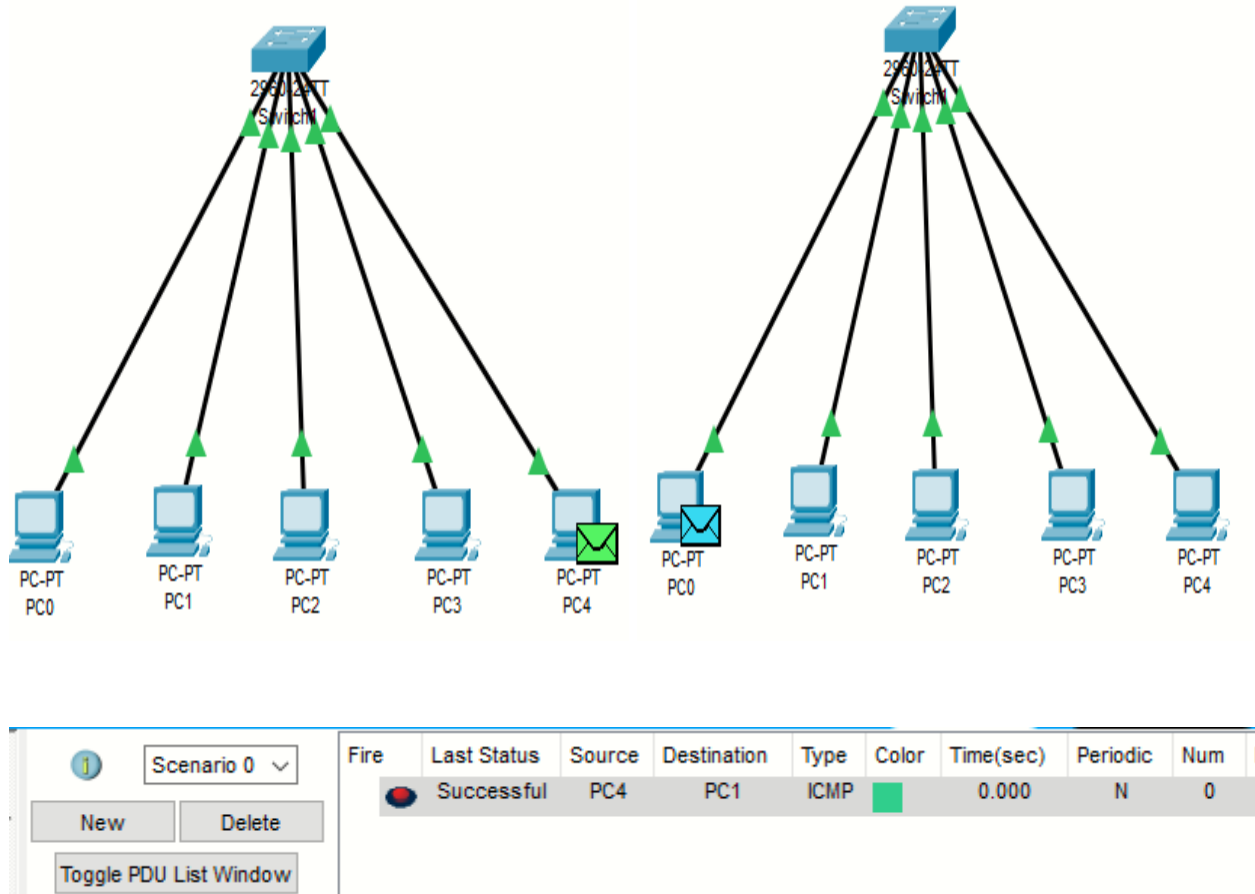 2960-24TT
Switch1
PC-PT
PC0
PC-PT
PC1
PC-PT
PC2
PC-PT
PC3
PC-PT
PC4
2960-24TT
Switch1
PC-PT
PC0
PC-PT
PC1
PC-PT
PC2
PC-PT
PC3
PC-PT
PC4
i
Scenario 0
New Delete
Toggle PDU List Window
Fire Last Status Source Destination Type Color Time(sec) Periodic Num
Successful PC4 PC1 ICMP 0.000 N 0